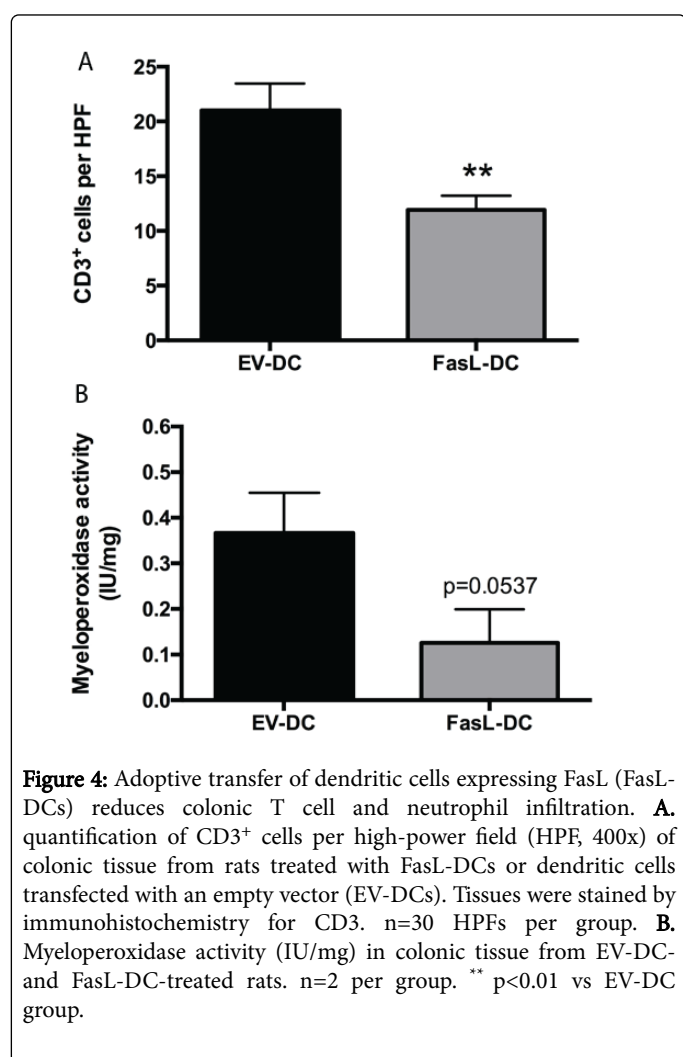 A
CD3⁺ cells per HPF
25
20
15
10
5
0
**
EV-DC
FasL-DC
B
Myeloperoxidase activity
(IU/mg)
0.6
0.5
0.4
0.3
0.2
0.1
0.0
p=0.0537
EV-DC
FasL-DC
Figure 4: Adoptive transfer of dendritic cells expressing FasL (FasL-
DCs) reduces colonic T cell and neutrophil infiltration. A.
quantification of CD3⁺ cells per high-power field (HPF, 400x) of
colonic tissue from rats treated with FasL-DCs or dendritic cells
transfected with an empty vector (EV-DCs). Tissues were stained by
immunohistochemistry for CD3. n=30 HPFs per group. B.
Myeloperoxidase activity (IU/mg) in colonic tissue from EV-DC-
and FasL-DC-treated rats. n=2 per group. ** p<0.01 vs EV-DC
group.